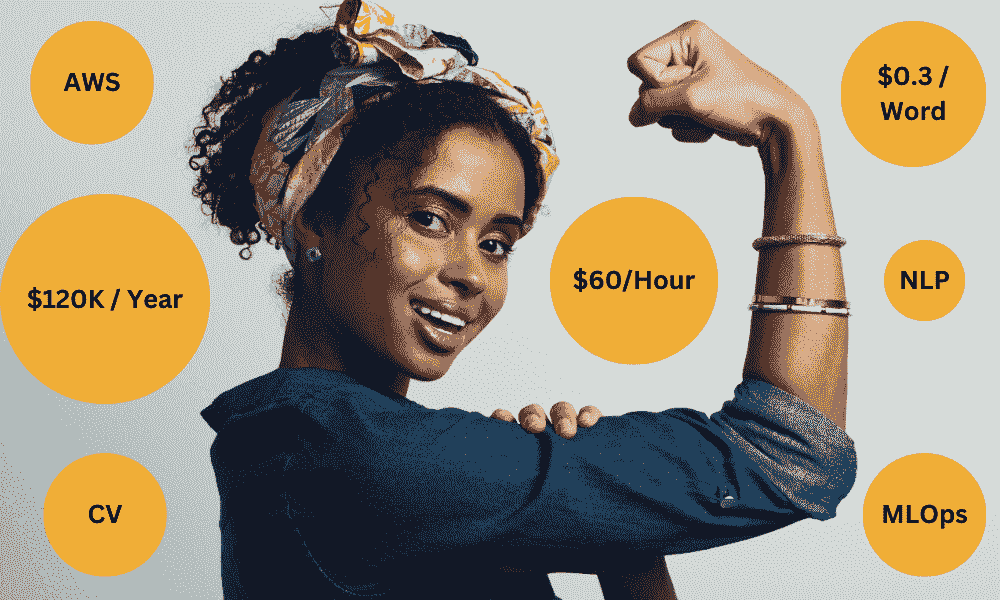 AWS
$0.3 /
Word
$120K / Year
$60/Hour
NLP
CV
MLOps